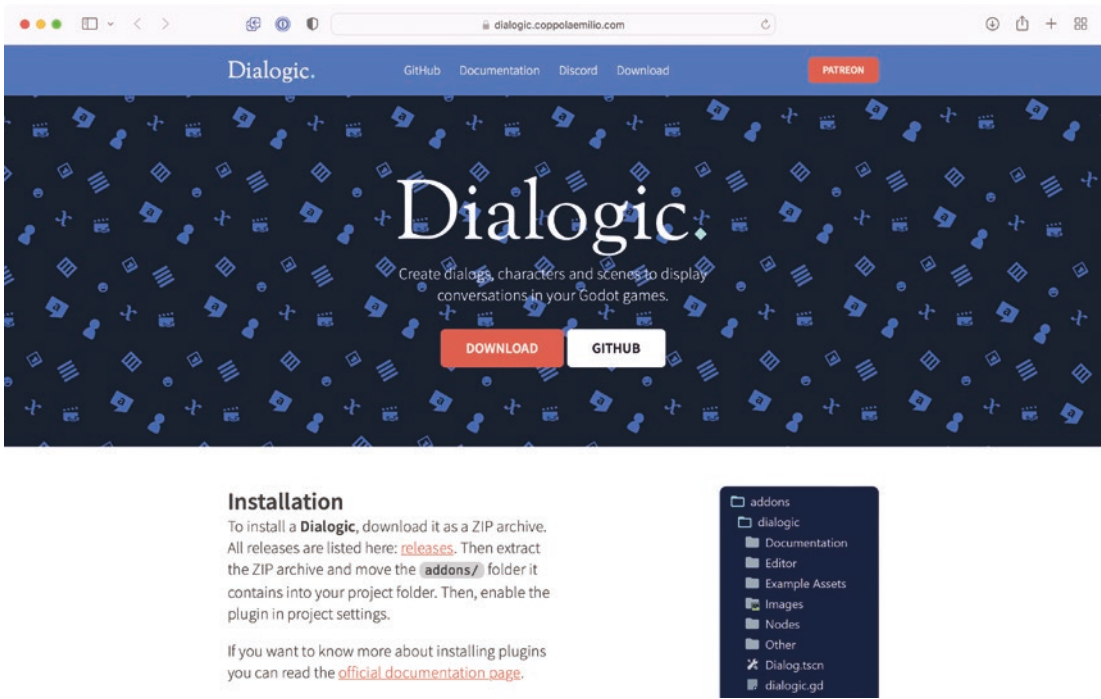 dialogic.coppolaemilio.com
Dialogic.
GitHub Documentation Discord Download
PATREON
Dialogic.
Create dialogs, characters and scenes to display
conversations in your Godot games.
DOWNLOAD
GITHUB
Installation
To install a Dialogic, download it as a ZIP archive.
All releases are listed here: releases. Then extract
the ZIP archive and move the addons/ folder it
contains into your project folder. Then, enable the
plugin in project settings.
If you want to know more about installing plugins
you can read the official documentation page.
addons
dialogic
Documentation
Editor
Example Assets
Images
Nodes
Other
Dialog.tscn
dialogic.gd